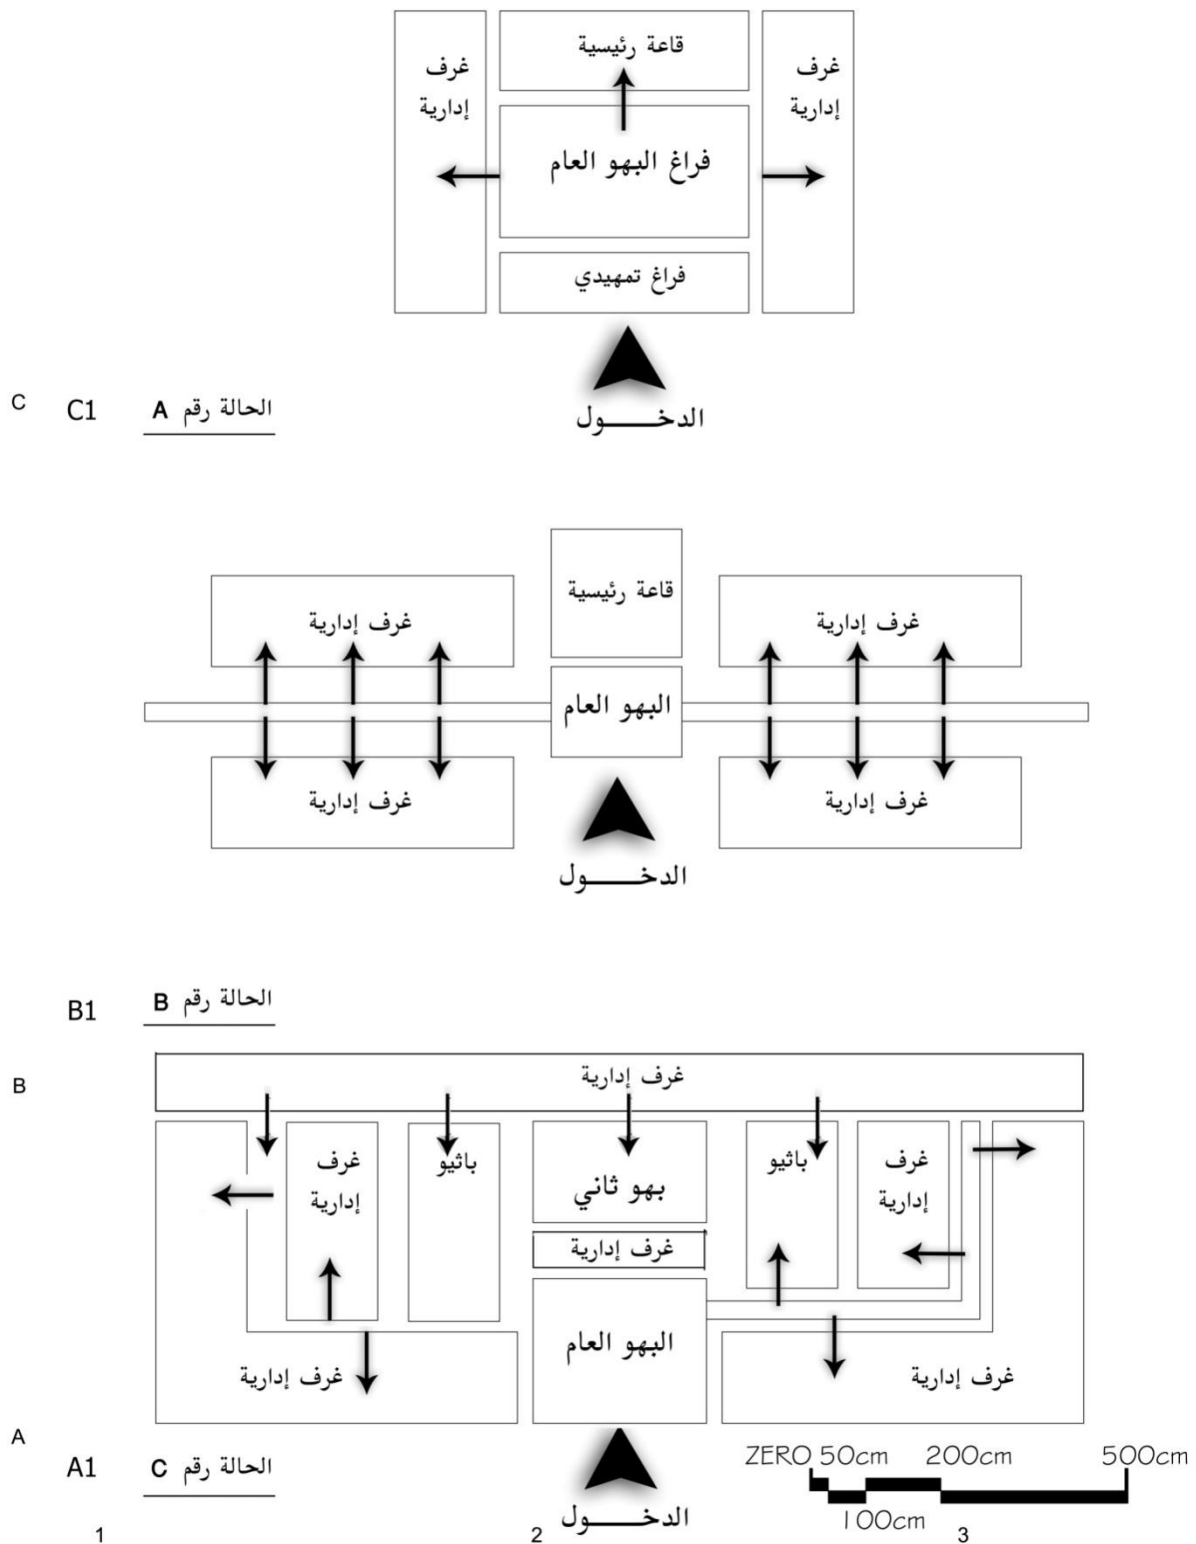 قاعة رئيسية
غرف
إدارية
غرف
إدارية
فراغ البهو العام
فراغ تمهيدي
الدخــــول
C
C1
الحالة رقم A
قاعة رئيسية
غرف إدارية
غرف إدارية
البهو العام
غرف إدارية
غرف إدارية
الدخــــول
B1
الحالة رقم B
B
غرف إدارية
غرف
إدارية
باثيو
بهو ثاني
باثيو
غرف
إدارية
غرف إدارية
البهو العام
غرف إدارية
غرف إدارية
A
A1
الحالة رقم C
الدخــــول
ZERO 50cm 200cm 500cm
100cm
1 2 3